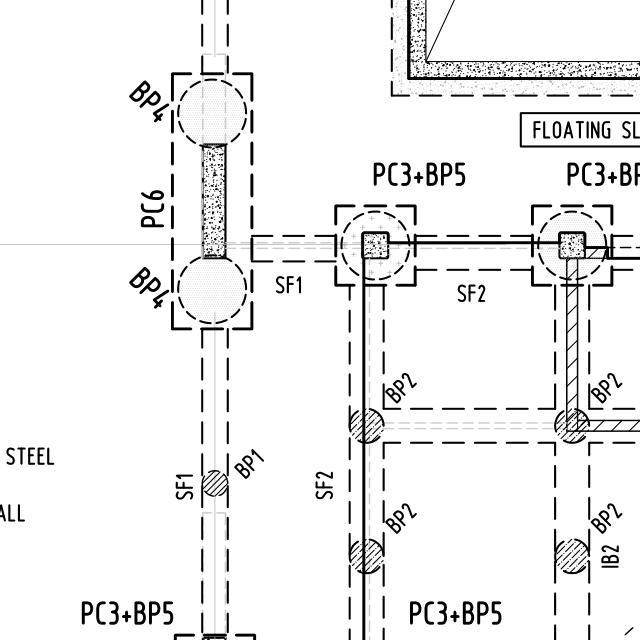 BP4
FLOATING SL
PC3+BP5
PC3+BP
PC6
BP4
SF1
SF2
BP2
BP2
STEEL
BP1
SF1
SF2
ALL
BP2
BP2
IB2
PC3+BP5
PC3+BP5